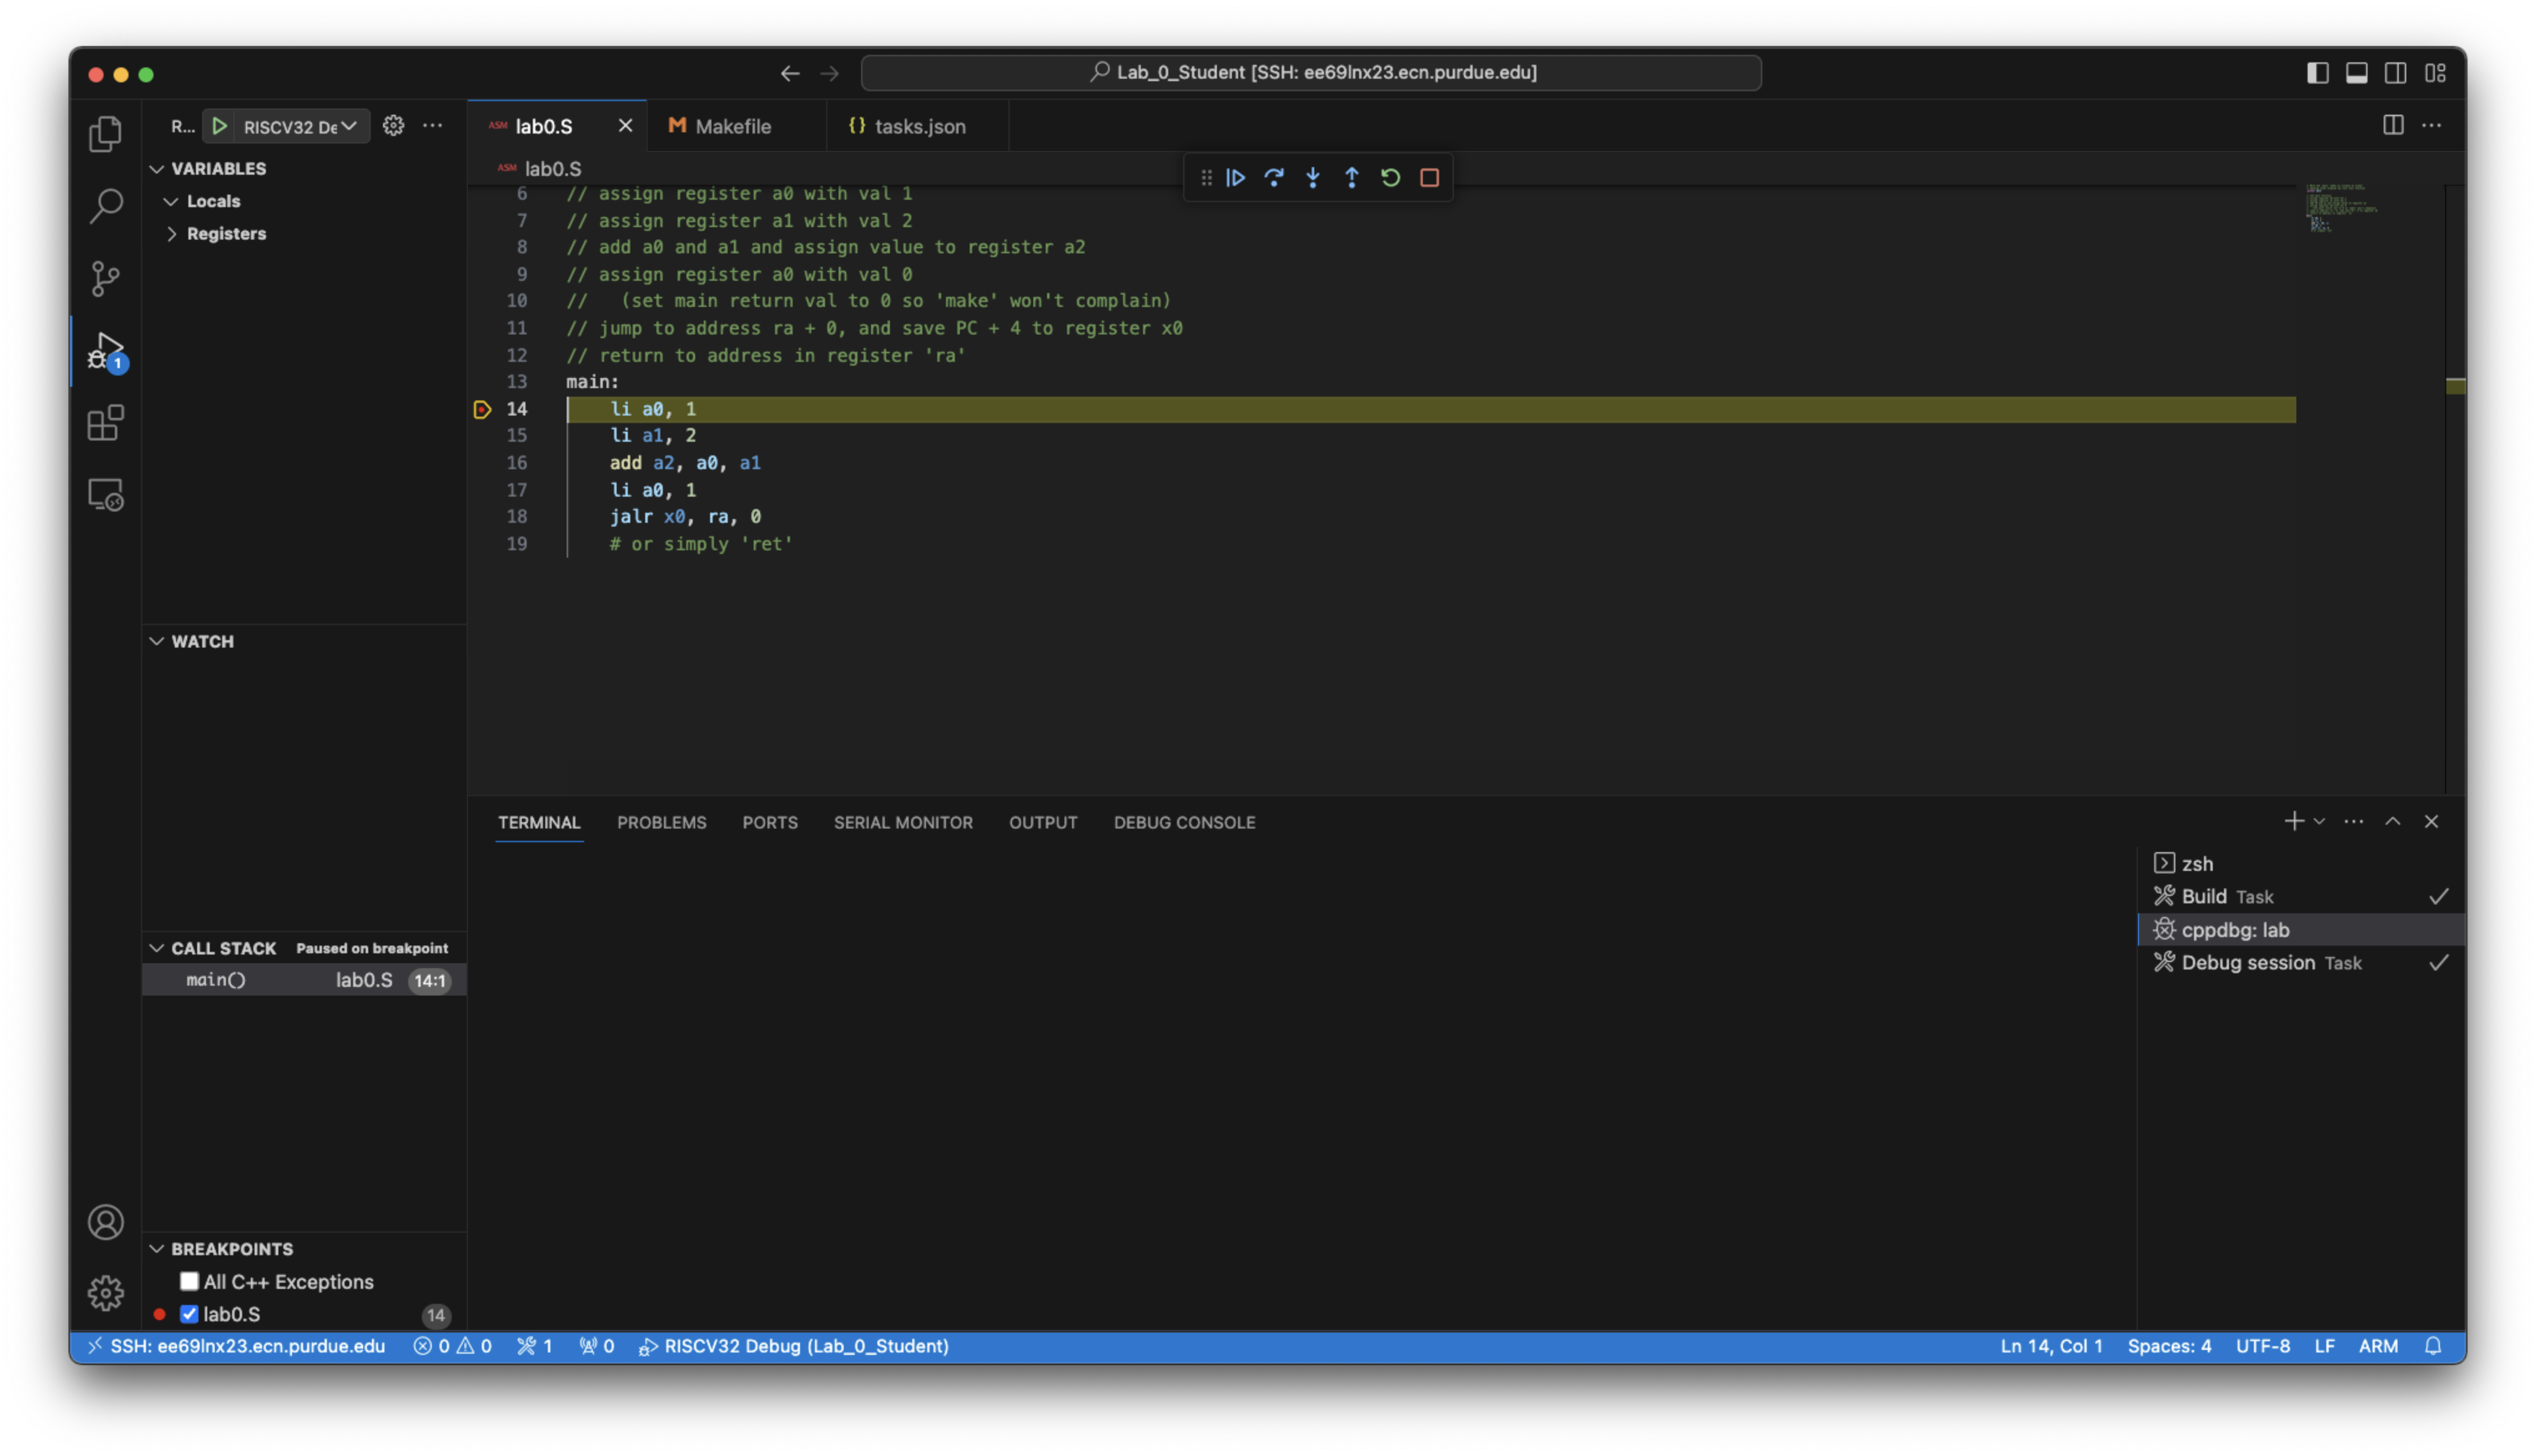 Lab_0_Student [SSH: ee69lnx23.ecn.purdue.edu]
R... RISCV32 De
ASM lab0.S
M Makefile
{} tasks.json
VARIABLES
Locals
Registers
ASM lab0.S
6 // assign register a0 with val 1
7 // assign register a1 with val 2
8 // add a0 and a1 and assign value to register a2
9 // assign register a0 with val 0
10 //   (set main return val to 0 so 'make' won't complain)
11 // jump to address ra + 0, and save PC + 4 to register x0
12 // return to address in register 'ra'
13 main:
14     li a0, 1
15     li a1, 2
16     add a2, a0, a1
17     li a0, 1
18     jalr x0, ra, 0
19     # or simply 'ret'
1
WATCH
CALL STACK Paused on breakpoint
main() lab0.S 14:1
BREAKPOINTS
All C++ Exceptions
lab0.S 14
TERMINAL PROBLEMS PORTS SERIAL MONITOR OUTPUT DEBUG CONSOLE
zsh
Build Task
cppdbg: lab
Debug session Task
SSH: ee69lnx23.ecn.purdue.edu 0 0 1 0 RISCV32 Debug (Lab_0_Student) Ln 14, Col 1 Spaces: 4 UTF-8 LF ARM